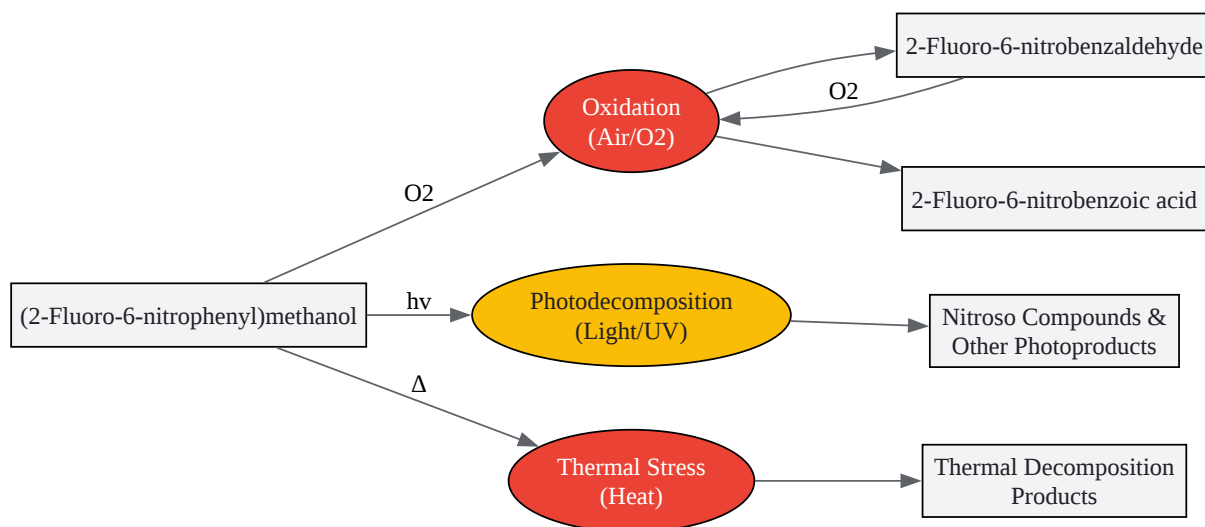 2-Fluoro-6-nitrobenzaldehyde
Oxidation
(Air/O2)
O2
O2
2-Fluoro-6-nitrobenzoic acid
(2-Fluoro-6-nitrophenyl)methanol
hv
Photodecomposition
(Light/UV)
Nitroso Compounds &
Other Photoproducts
Δ
Thermal Stress
(Heat)
Thermal Decomposition
Products